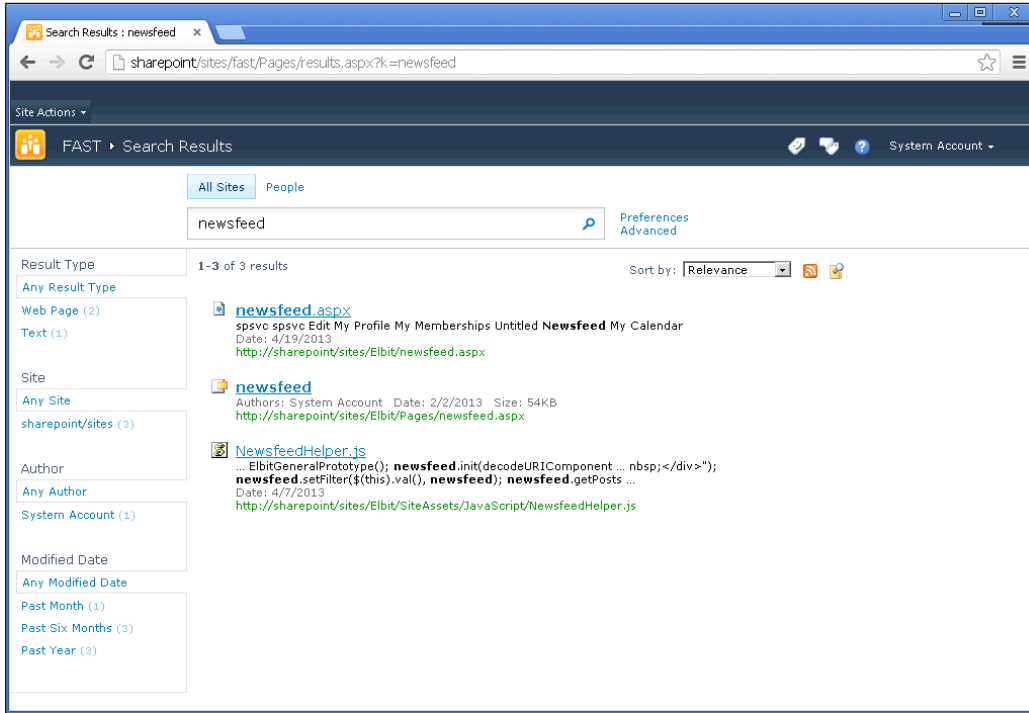 Search Results : newsfeed
sharepoint/sites/fast/Pages/results.aspx?k=newsfeed
Site Actions
FAST ▸ Search Results
System Account
All Sites People
newsfeed
Preferences
Advanced
Result Type
Any Result Type
Web Page (2)
Text (1)
Site
Any Site
sharepoint/sites (3)
Author
Any Author
System Account (1)
Modified Date
Any Modified Date
Past Month (1)
Past Six Months (3)
Past Year (3)
1-3 of 3 results
Sort by: Relevance
newsfeed.aspx
spsvc spsvc Edit My Profile My Memberships Untitled Newsfeed My Calendar
Date: 4/19/2013
http://sharepoint/sites/Elbit/newsfeed.aspx
newsfeed
Authors: System Account Date: 2/2/2013 Size: 54KB
http://sharepoint/sites/Elbit/Pages/newsfeed.aspx
NewsfeedHelper.js
... ElbitGeneralPrototype(); newsfeed.init(decodeURIComponent ... nbsp;</div>");
newsfeed.setFilter($(this).val(), newsfeed); newsfeed.getPosts ...
Date: 4/7/2013
http://sharepoint/sites/Elbit/SiteAssets/JavaScript/NewsfeedHelper.js